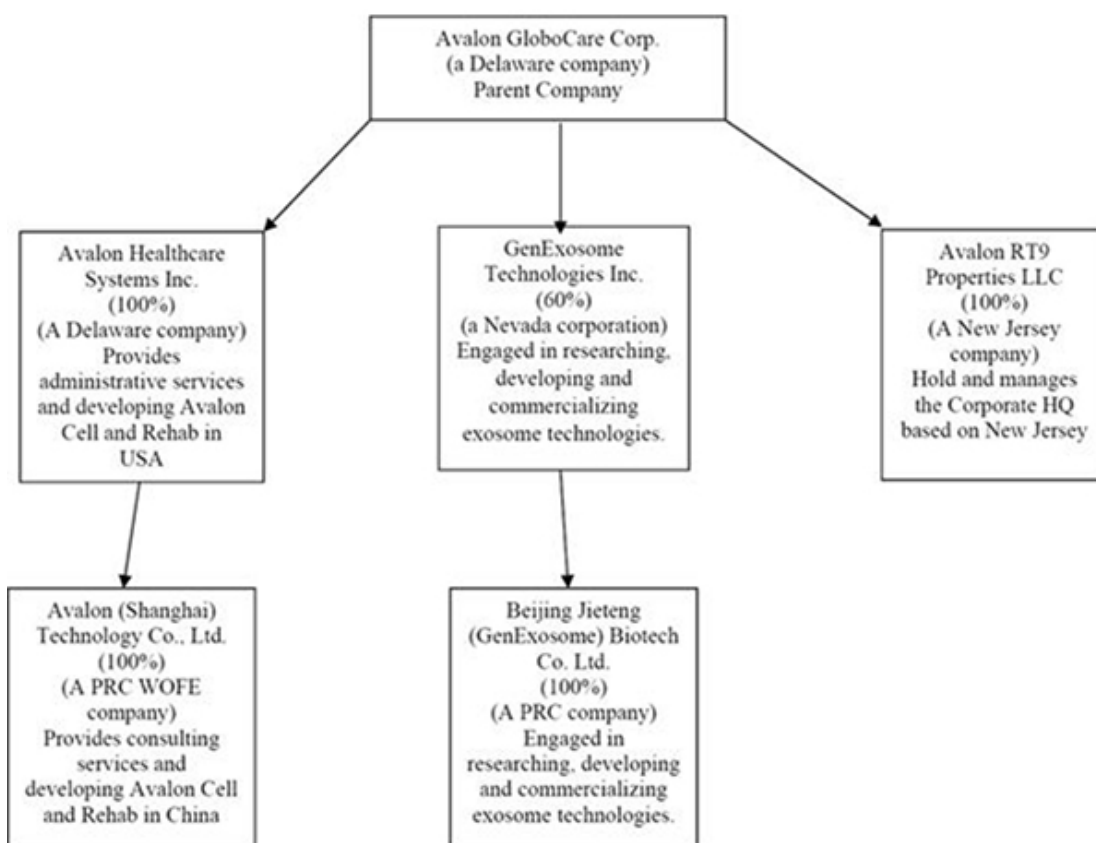 Avalon GloboCare Corp.
(a Delaware company)
Parent Company
Avalon Healthcare
Systems Inc.
(100%)
(A Delaware company)
Provides
administrative services
and developing Avalon
Cell and Rehab in
USA
GenExosome
Technologies Inc.
(60%)
(a Nevada corporation)
Engaged in researching,
developing and
commercializing
exosome technologies.
Avalon RT9
Properties LLC
(100%)
(A New Jersey
company)
Hold and manages
the Corporate HQ
based on New Jersey
Avalon (Shanghai)
Technology Co., Ltd.
(100%)
(A PRC WOFE
company)
Provides consulting
services and
developing Avalon Cell
and Rehab in China
Beijing Jieteng
(GenExosome) Biotech
Co. Ltd.
(100%)
(A PRC company)
Engaged in
researching, developing
and commercializing
exosome technologies.